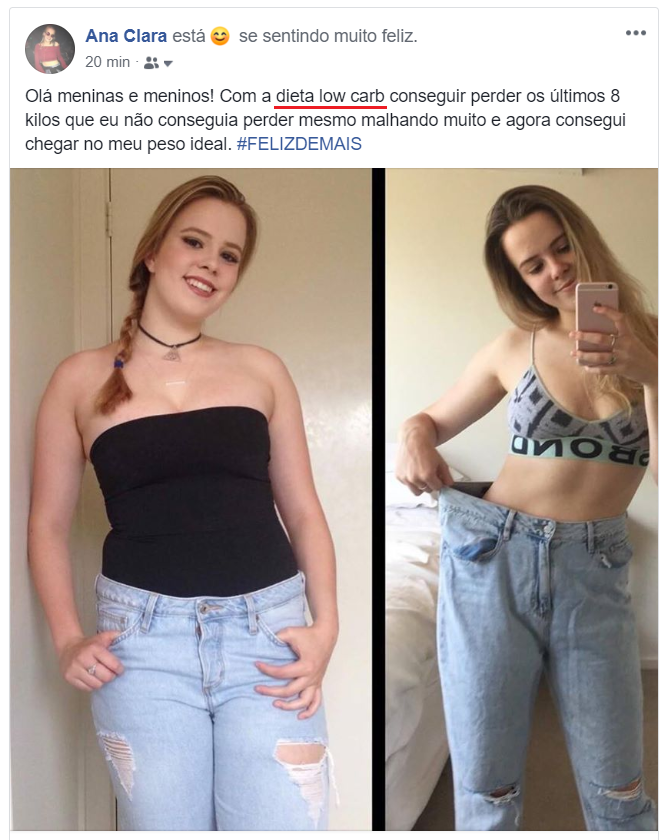 Ana Clara está 😊 se sentindo muito feliz.
20 min ·
Olá meninas e meninos! Com a dieta low carb conseguir perder os últimos 8
kilos que eu não conseguia perder mesmo malhando muito e agora consegui
chegar no meu peso ideal. #FELIZDEMAIS
BOND